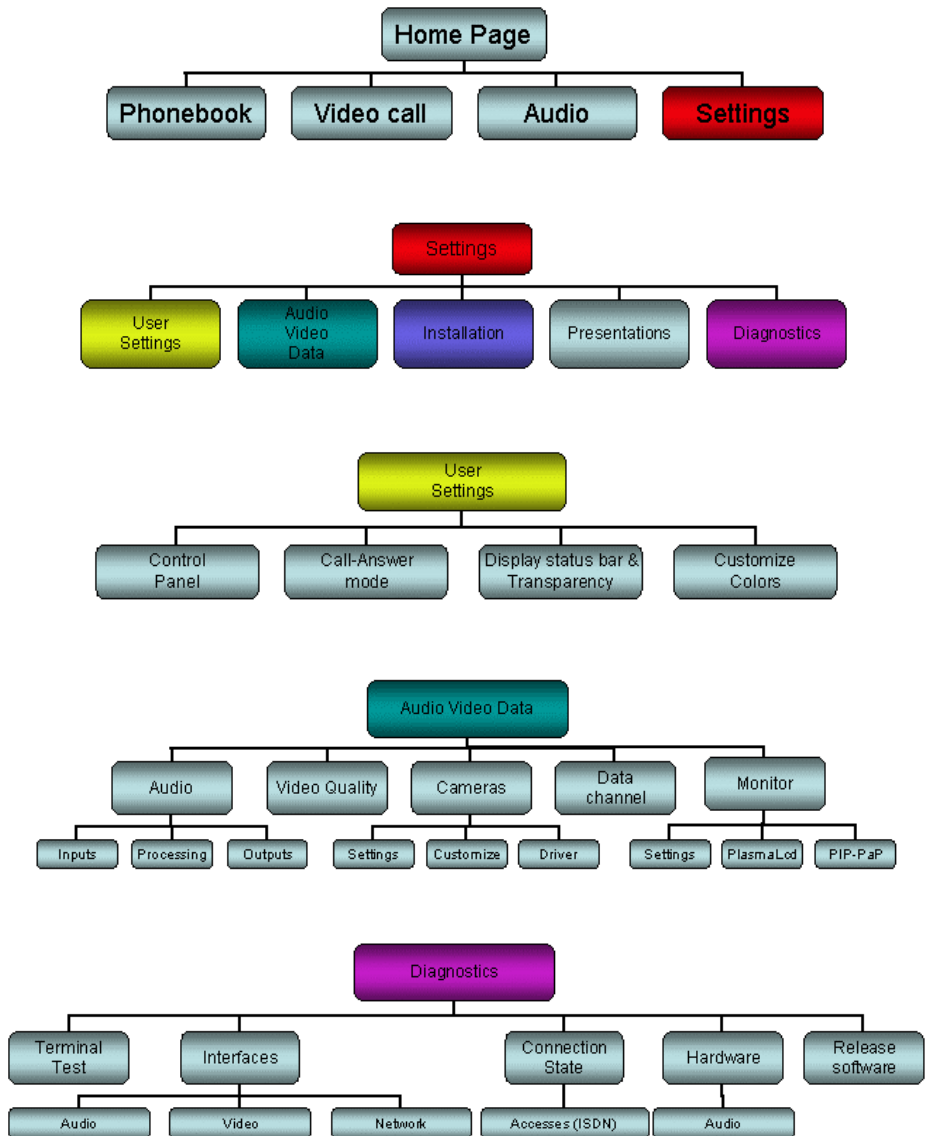 Home Page
Phonebook
Video call
Audio
Settings
Settings
User
Settings
Audio
Video
Data
Installation
Presentations
Diagnostics
User
Settings
Control
Panel
Call-Answer
mode
Display status bar &
Transparency
Customize
Colors
Audio Video Data
Audio
Video Quality
Cameras
Data
channel
Monitor
Inputs
Processing
Outputs
Settings
Customize
Driver
Settings
PlasmaLcd
PIP-PaP
Diagnostics
Terminal
Test
Interfaces
Connection
State
Hardware
Release
software
Audio
Video
Network
Accesses (ISDN)
Audio